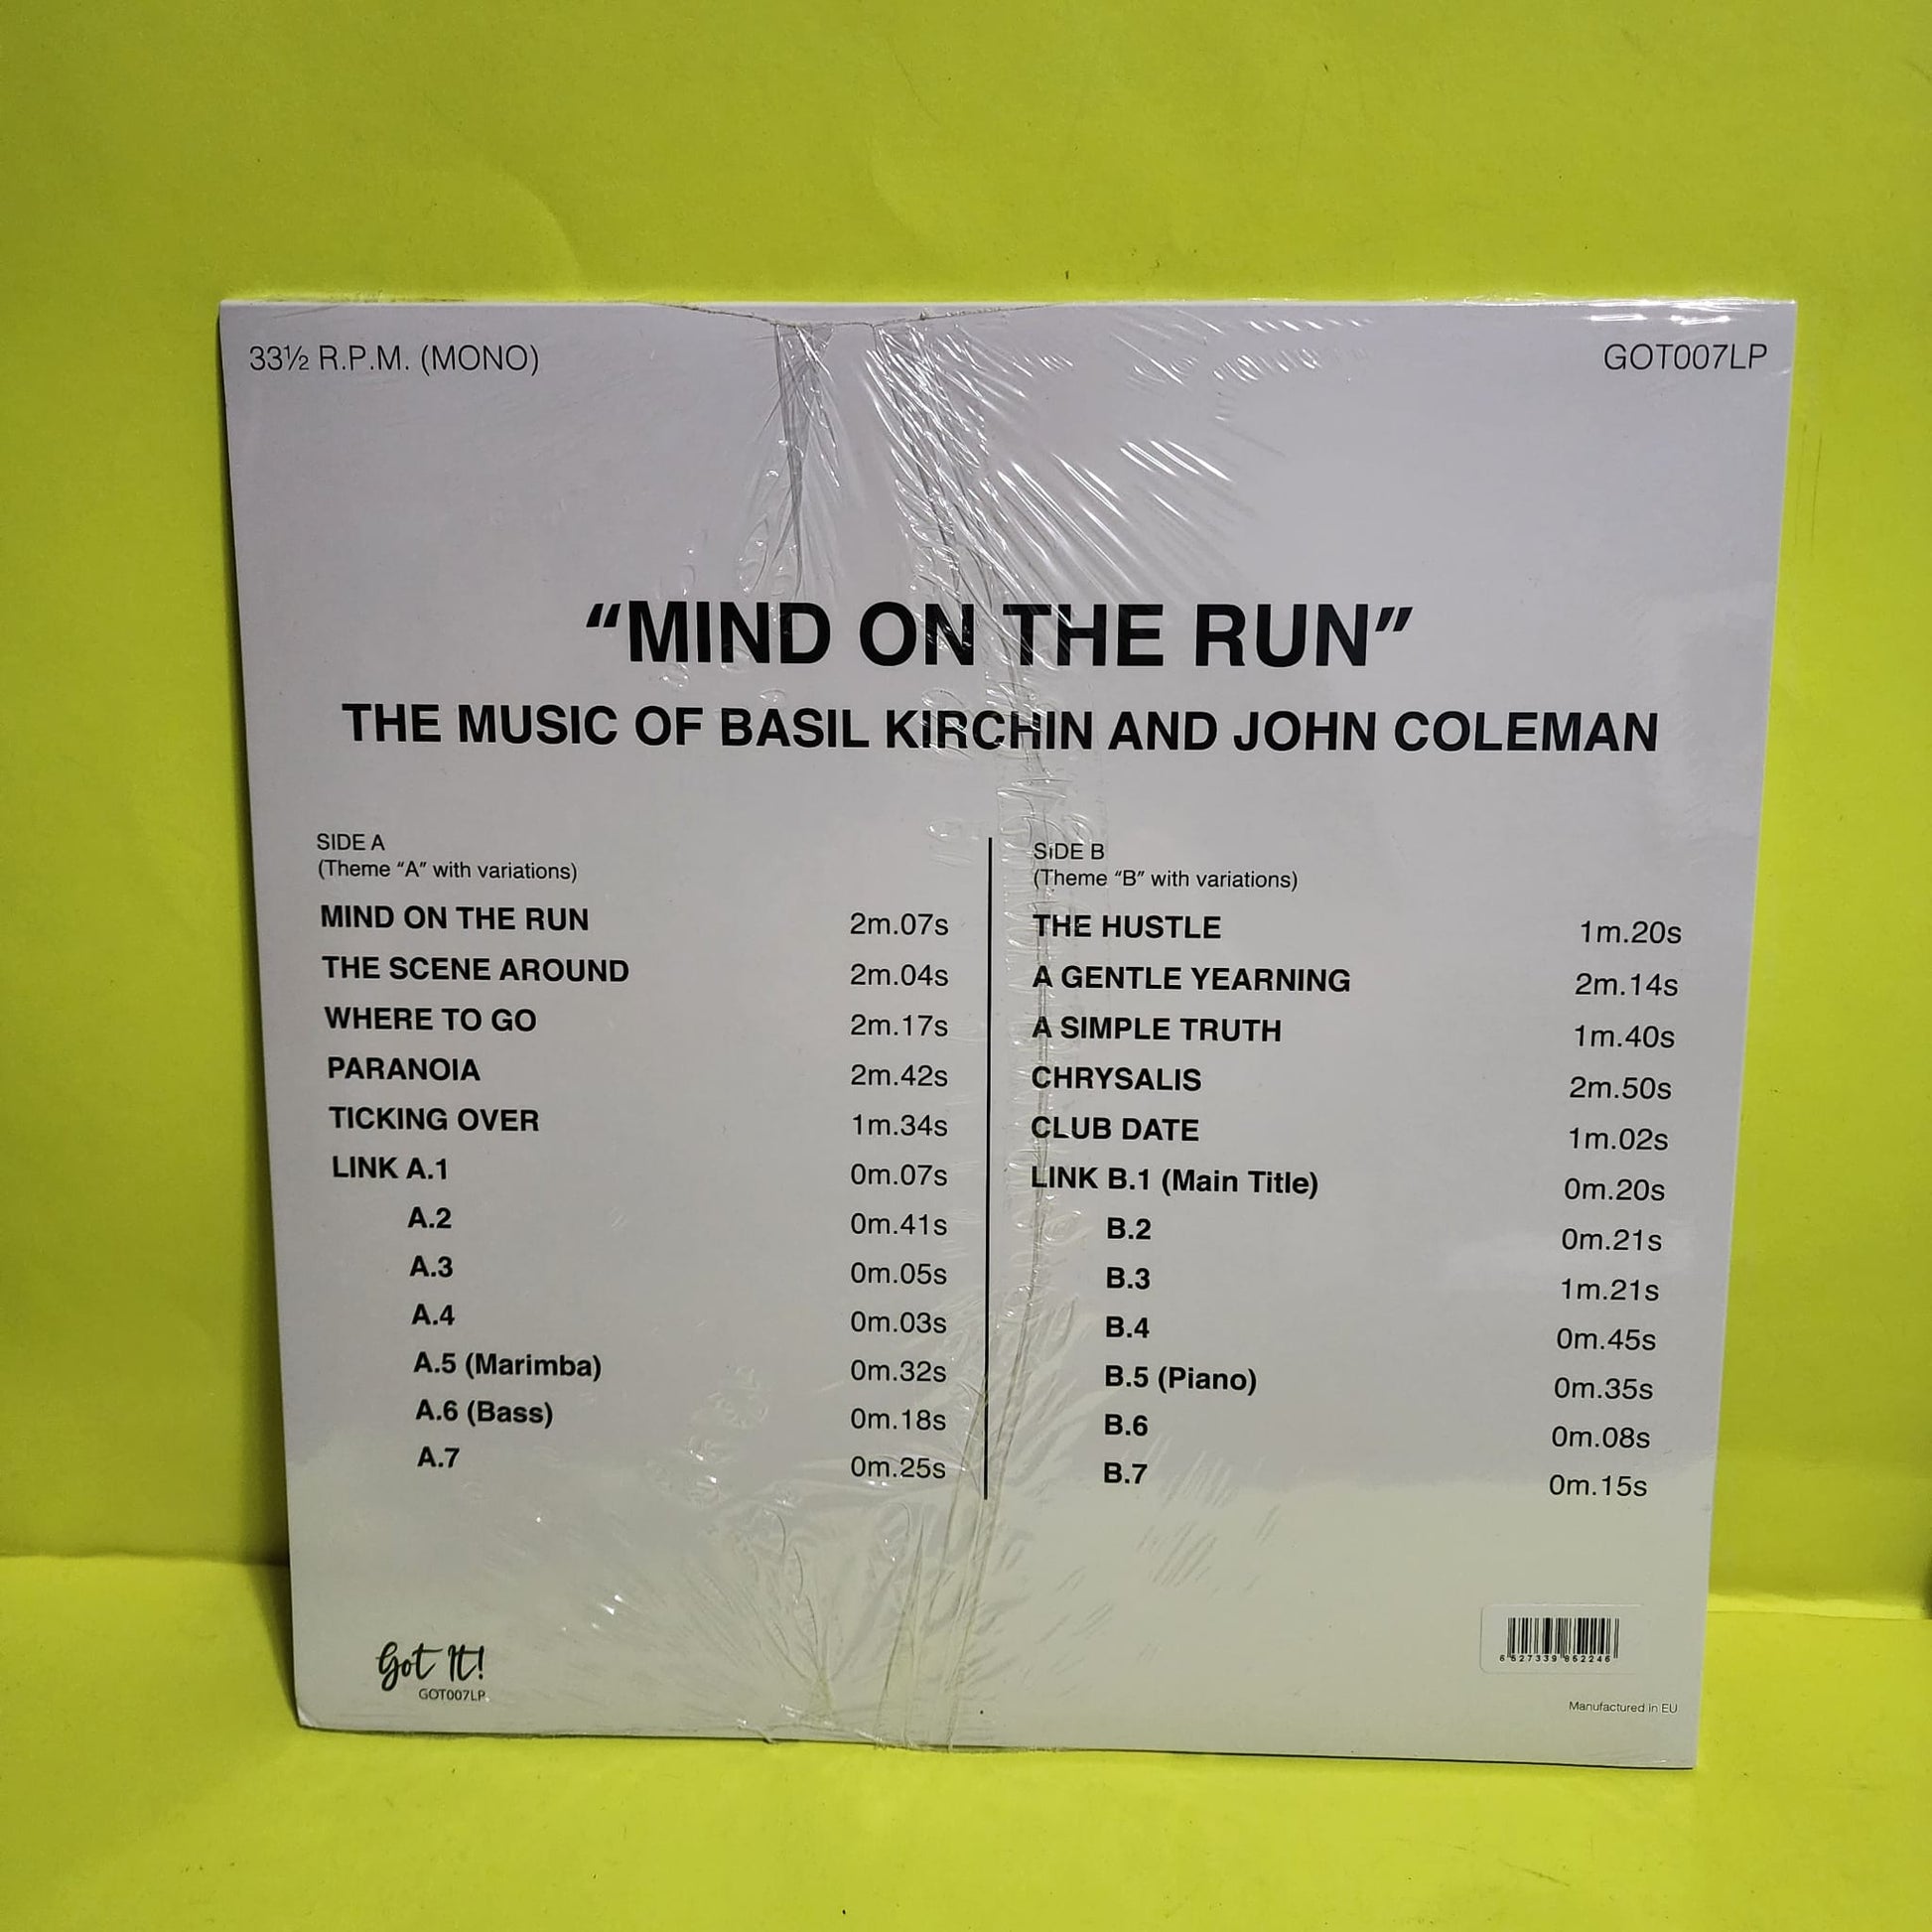 33½ R.P.M. (MONO)
GOT007LP
“MIND ON THE RUN”
THE MUSIC OF BASIL KIRCHIN AND JOHN COLEMAN
SIDE A
(Theme “A” with variations)
MIND ON THE RUN 2m.07s
THE SCENE AROUND 2m.04s
WHERE TO GO 2m.17s
PARANOIA 2m.42s
TICKING OVER 1m.34s
LINK A.1 0m.07s
A.2 0m.41s
A.3 0m.05s
A.4 0m.03s
A.5 (Marimba) 0m.32s
A.6 (Bass) 0m.18s
A.7 0m.25s
SIDE B
(Theme “B” with variations)
THE HUSTLE 1m.20s
A GENTLE YEARNING 2m.14s
A SIMPLE TRUTH 1m.40s
CHRYSALIS 2m.50s
CLUB DATE 1m.02s
LINK B.1 (Main Title) 0m.20s
B.2 0m.21s
B.3 1m.21s
B.4 0m.45s
B.5 (Piano) 0m.35s
B.6 0m.08s
B.7 0m.15s
Got It!
GOT007LP
Manufactured in EU